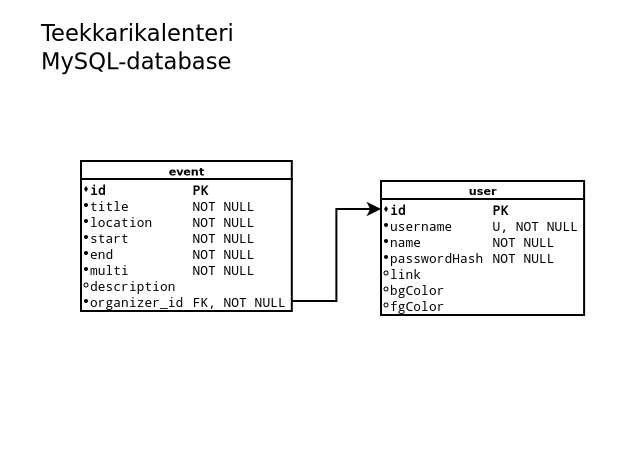 Teekkarikalenteri
MySQL-database
event
id PK
title NOT NULL
location NOT NULL
start NOT NULL
end NOT NULL
multi NOT NULL
description
organizer_id FK, NOT NULL
user
id PK
username U, NOT NULL
name NOT NULL
passwordHash NOT NULL
link
bgColor
fgColor